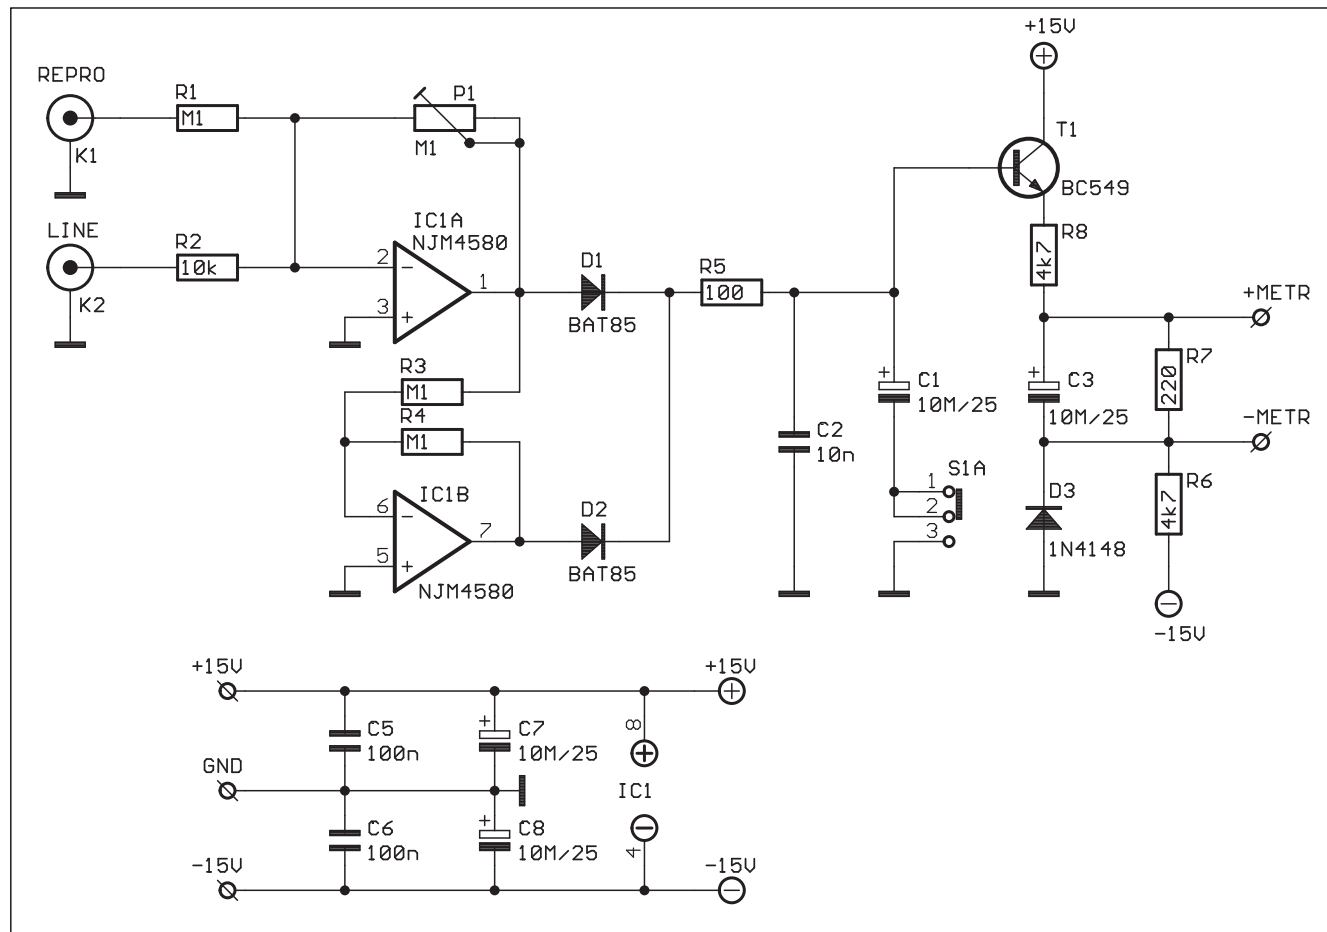 +15V
REPRO
R1
M1
K1
P1
M1
T1
BC549
LINE
R2
10k
K2
IC1A
NJM4580
2
−
3
+
1
D1
BAT85
R5
100
R8
4k7
+METR
R7
220
R3
M1
R4
M1
+
C1
10M/25
+
C3
10M/25
-METR
C2
10n
S1A
1
2
3
IC1B
6
−
5
+
7
NJM4580
D2
BAT85
D3
1N4148
R6
4k7
-15V
+15V
+15V
C5
100n
+
C7
10M/25
8
GND
IC1
C6
100n
+
C8
10M/25
4
-15V
-15V